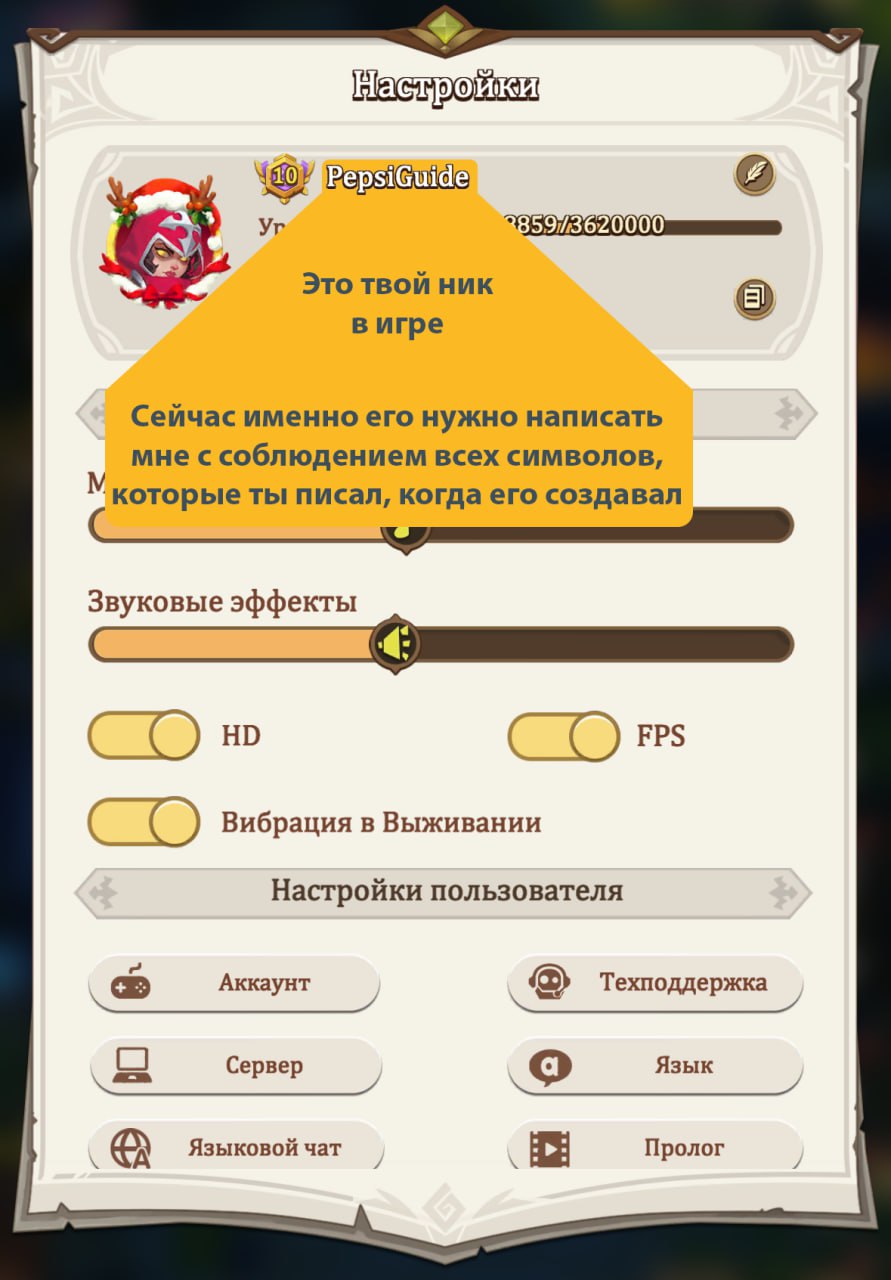 Настройки
10 PepsiGuide
8859/3620000
Это твой ник
в игре
Сейчас именно его нужно написать
мне с соблюдением всех символов,
которые ты писал, когда его создавал
Звуковые эффекты
HD
FPS
Вибрация в Выживании
Настройки пользователя
Аккаунт
Техподдержка
Сервер
Язык
Языковой чат
Пролог